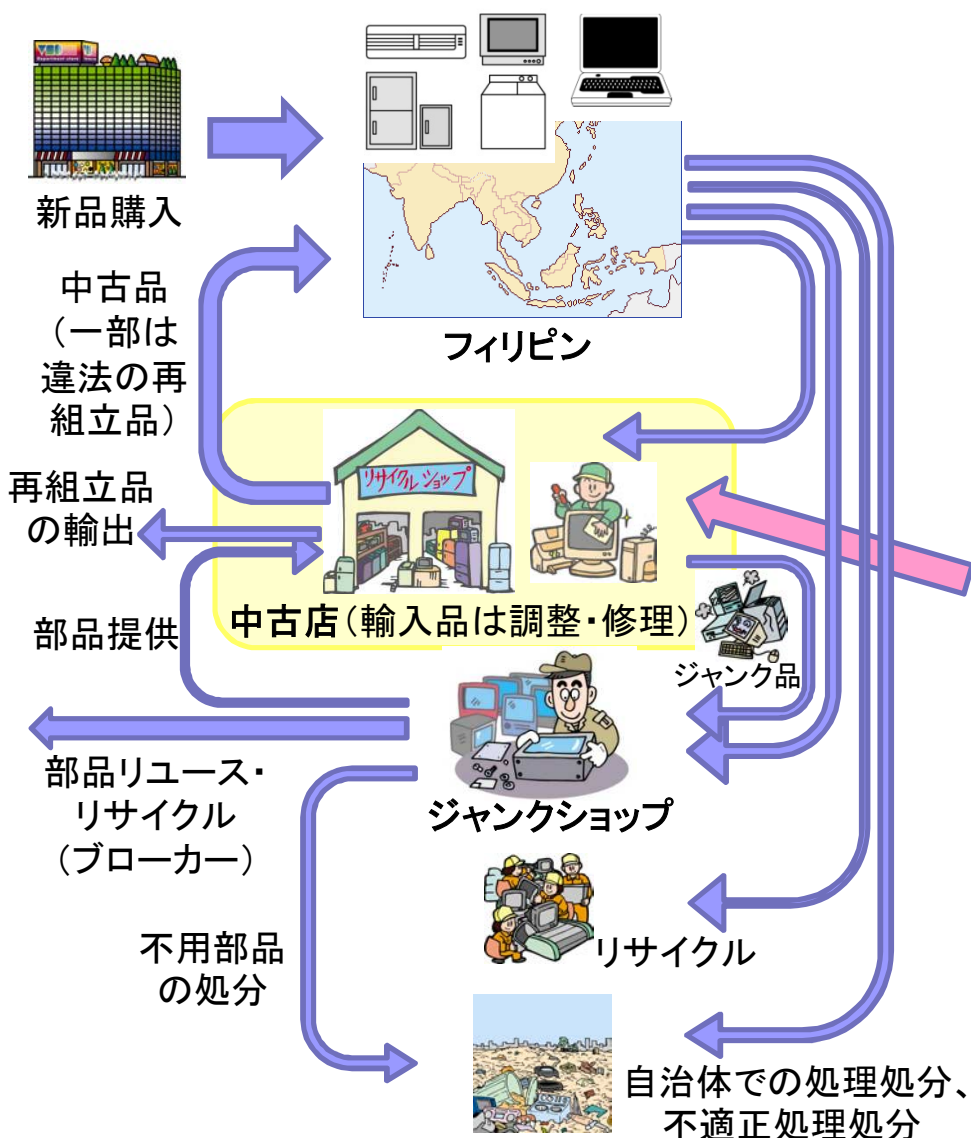 新品購入
フィリピン
中古品
（一部は
違法の再
組立品）
再組立品
の輸出
リサイクルショップ
中古店（輸入品は調整・修理）
部品提供
ジャンク品
部品リユース・
リサイクル
（ブローカー）
ジャンクショップ
不用部品
の処分
リサイクル
自治体での処理処分、
不適正処理処分